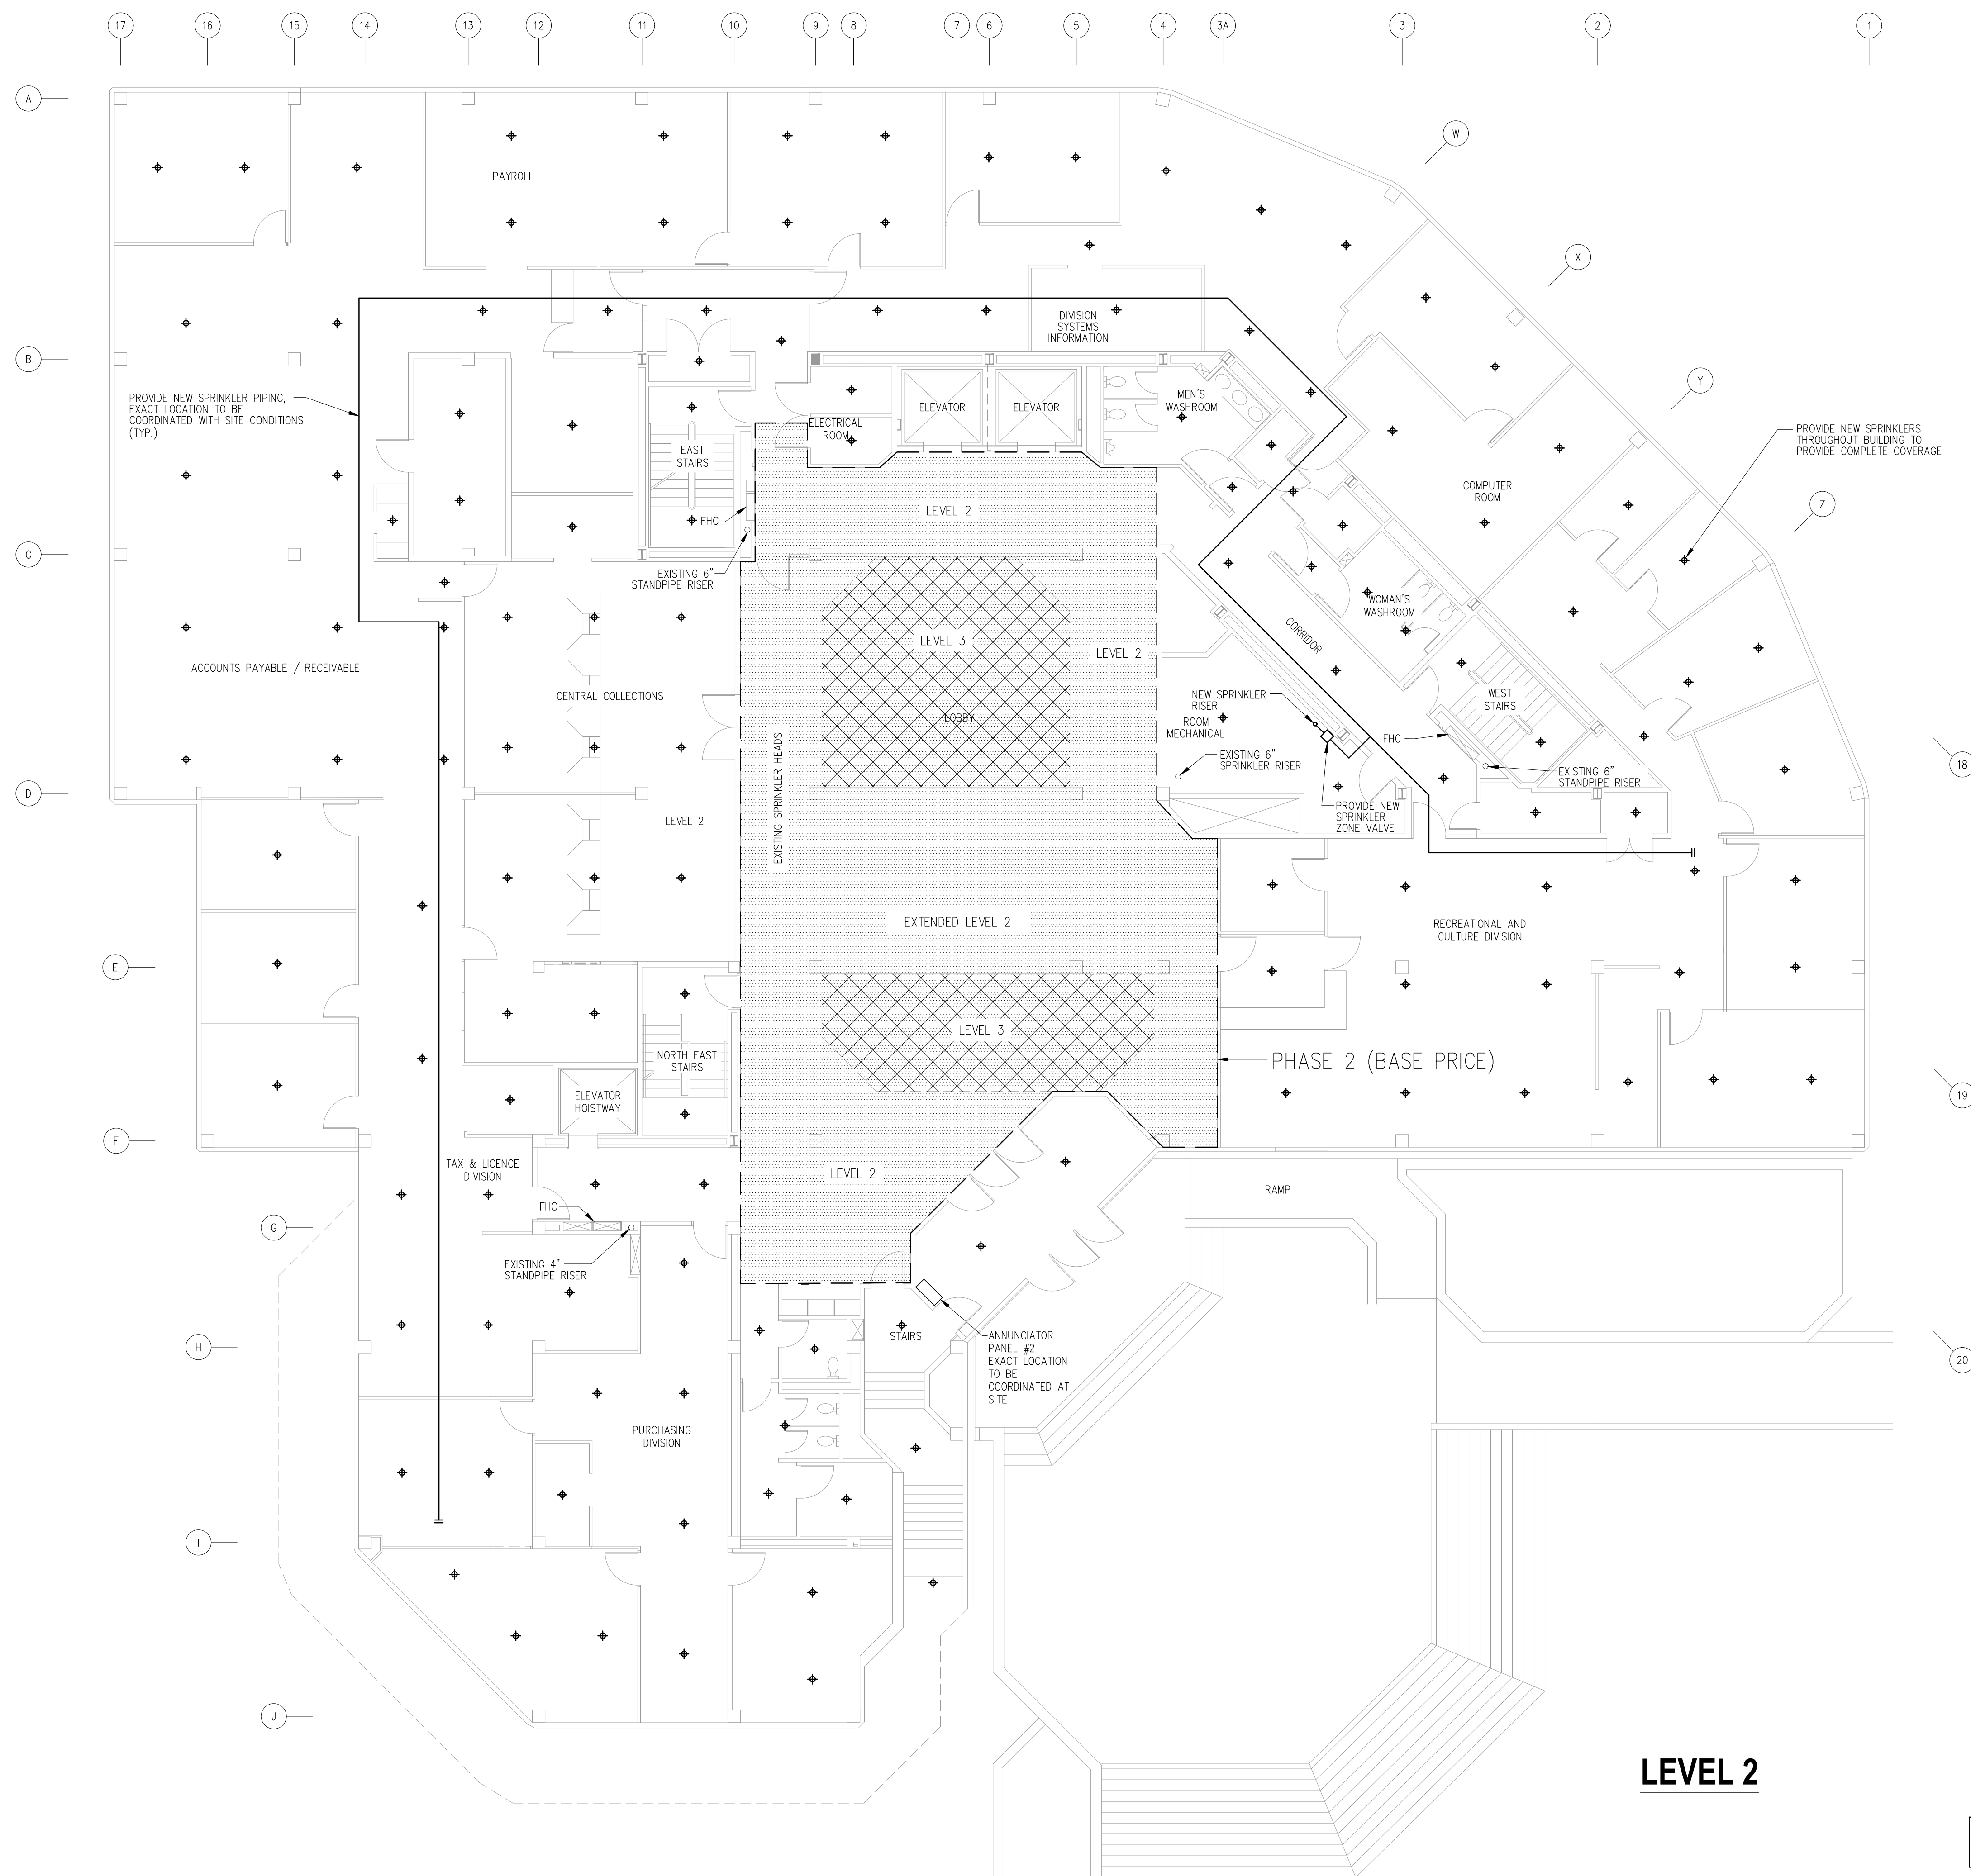 17
16
15
14
13
12
11
10
9
8
7
6
5
4
3A
3
2
1
A
W
PAYROLL
X
DIVISION
SYSTEMS
INFORMATION
B
Y
PROVIDE NEW SPRINKLER PIPING,
EXACT LOCATION TO BE
COORDINATED WITH SITE CONDITIONS
(TYP.)
ELEVATOR
ELEVATOR
MEN'S
WASHROOM
ELECTRICAL
ROOM
PROVIDE NEW SPRINKLERS
THROUGHOUT BUILDING TO
PROVIDE COMPLETE COVERAGE
EAST
STAIRS
COMPUTER
ROOM
Z
FHC
LEVEL 2
C
EXISTING 6"
STANDPIPE RISER
WOMAN'S
WASHROOM
CORRIDOR
LEVEL 3
LEVEL 2
ACCOUNTS PAYABLE / RECEIVABLE
CENTRAL COLLECTIONS
NEW SPRINKLER
RISER
WEST
STAIRS
LOBBY
ROOM
MECHANICAL
FHC
EXISTING 6"
SPRINKLER RISER
EXISTING 6"
STANDPIPE RISER
18
EXISTING SPRINKLER HEADS
D
LEVEL 2
PROVIDE NEW
SPRINKLER
ZONE VALVE
EXTENDED LEVEL 2
RECREATIONAL AND
CULTURE DIVISION
E
LEVEL 3
NORTH EAST
STAIRS
PHASE 2 (BASE PRICE)
ELEVATOR
HOISTWAY
19
F
TAX & LICENCE
DIVISION
LEVEL 2
RAMP
FHC
G
EXISTING 4"
STANDPIPE RISER
H
STAIRS
ANNUNCIATOR
PANEL #2
EXACT LOCATION
TO BE
COORDINATED AT
SITE
20
PURCHASING
DIVISION
I
J
LEVEL 2